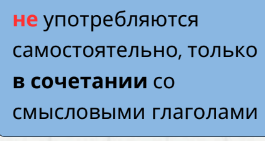 не употребляются
самостоятельно, только
в сочетании со
смысловыми глаголами